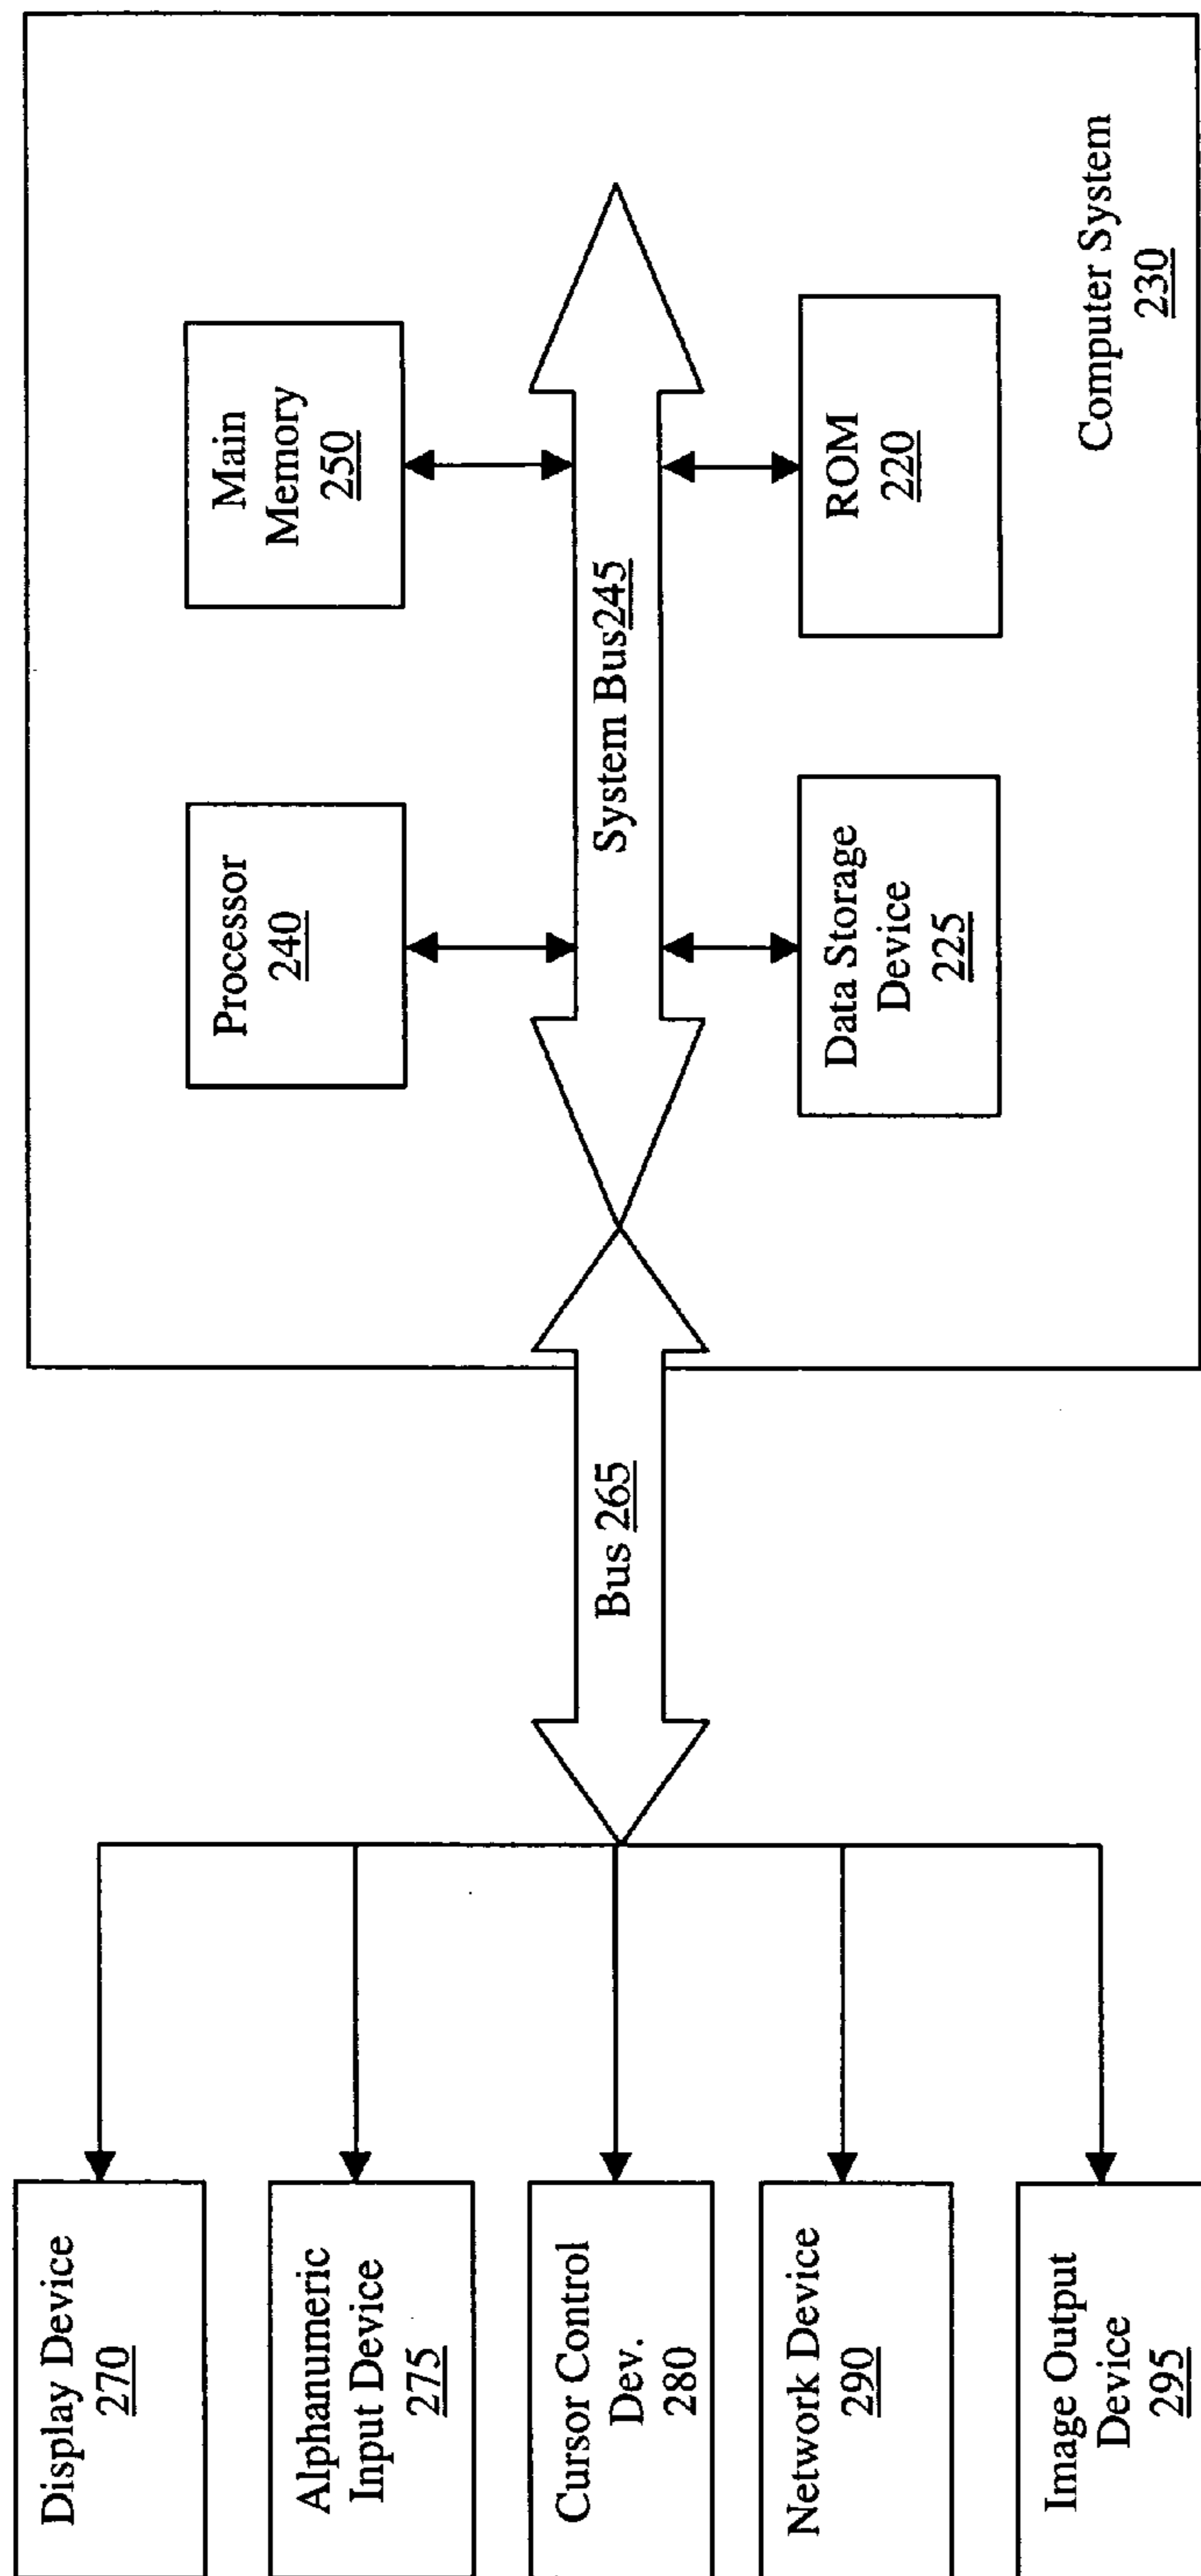 Display Device
270
Alphanumeric
Input Device
275
Cursor Control
Dev. 280
Network Device
290
Image Output
Device
295
Bus 265
Processor
240
Main
Memory
250
System Bus245
Data Storage
Device
225
ROM
220
Computer System
230